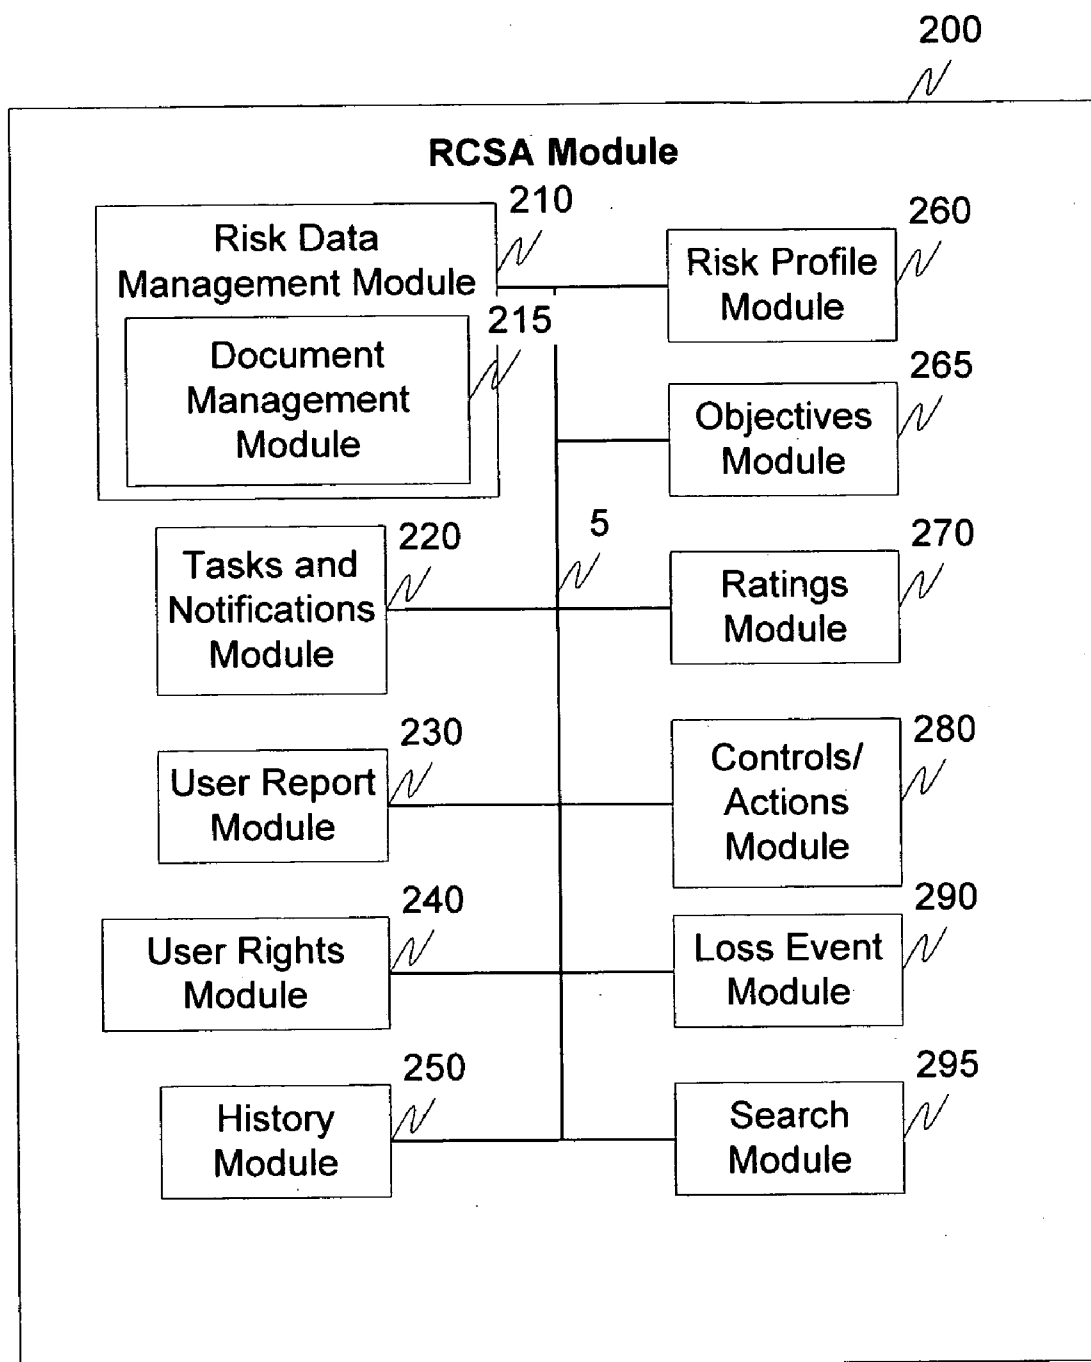 200
RCSA Module
210
Risk Data
Management Module
215
Document
Management
Module
260
Risk Profile
Module
265
Objectives
Module
5
220
Tasks and
Notifications
Module
270
Ratings
Module
230
User Report
Module
280
Controls/
Actions
Module
240
User Rights
Module
290
Loss Event
Module
250
History
Module
295
Search
Module